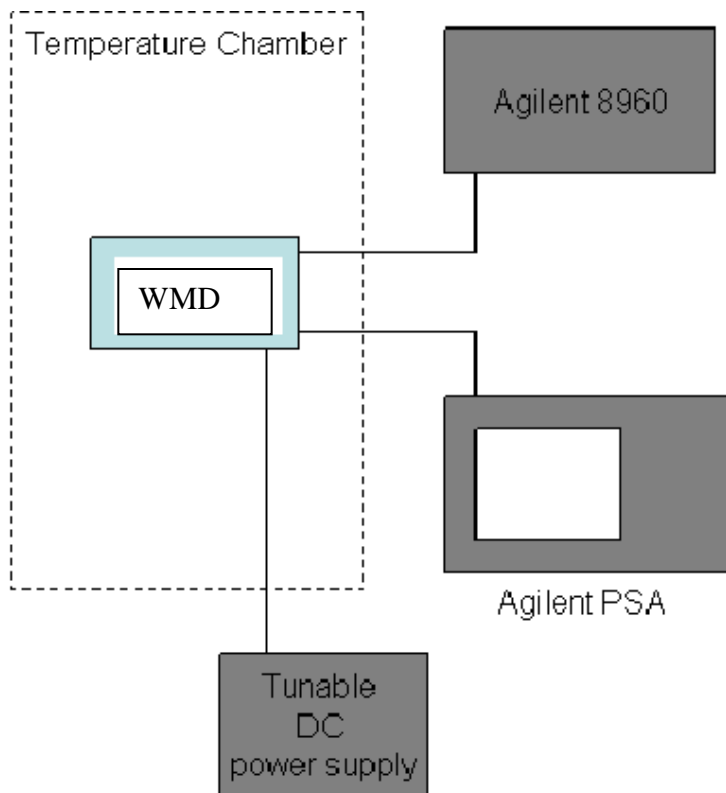 Temperature Chamber
Agilent 8960
WMD
Agilent PSA
Tunable
DC
power supply